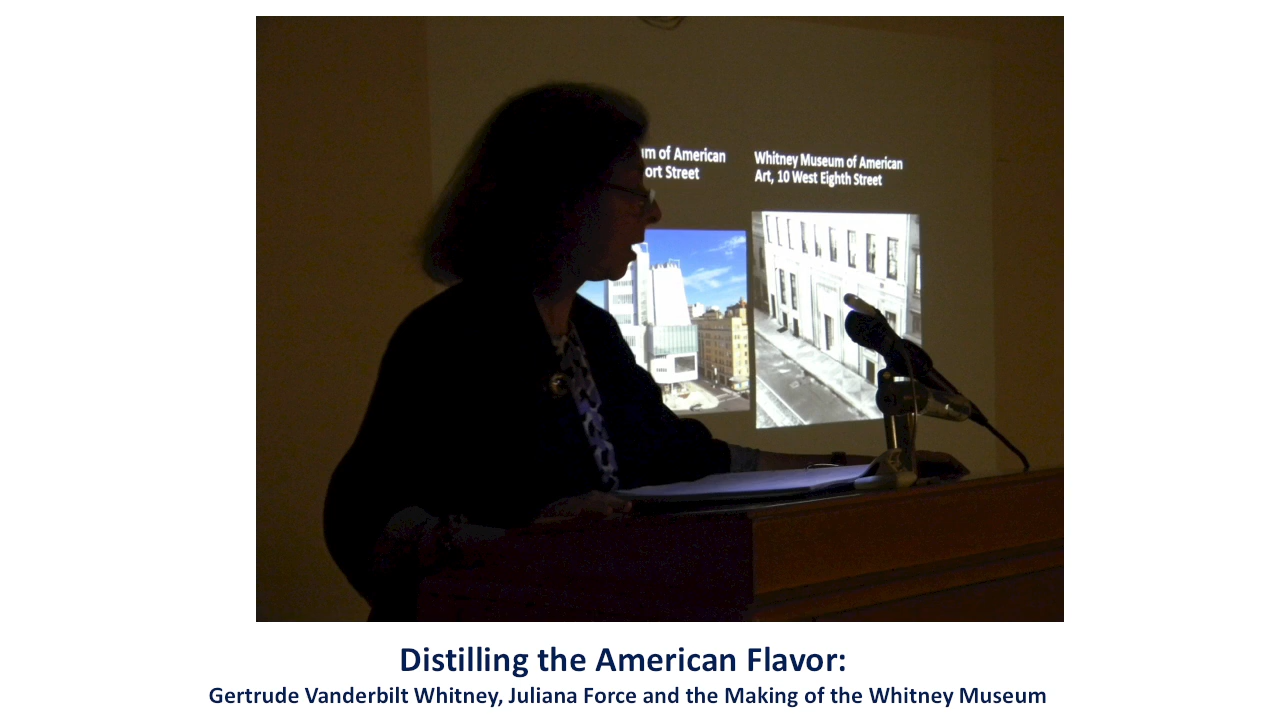 m of American
ort Street
Whitney Museum of American
Art, 10 West Eighth Street
Distilling the American Flavor:
Gertrude Vanderbilt Whitney, Juliana Force and the Making of the Whitney Museum